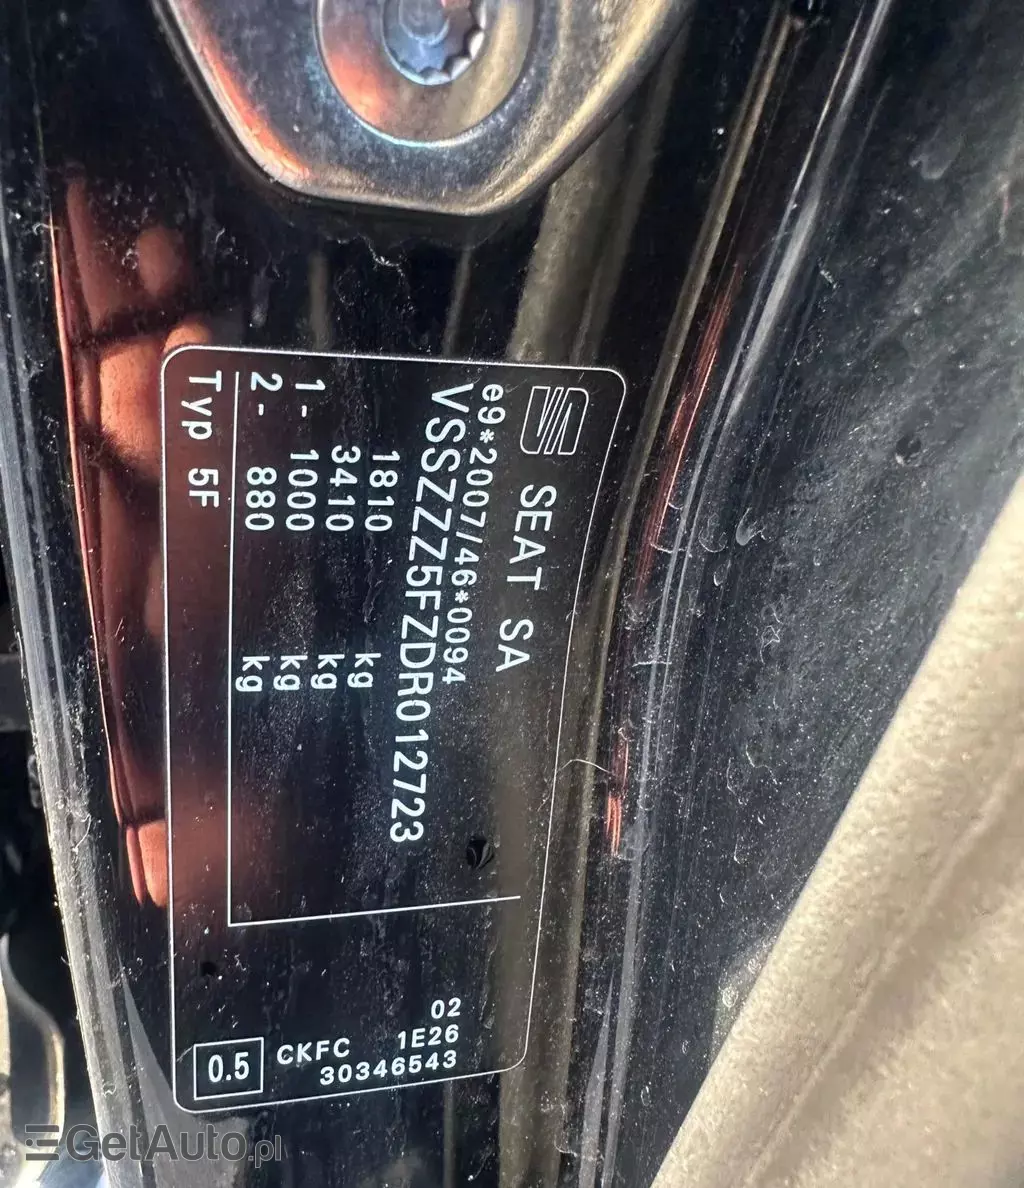 SEAT SA
e9*2007/46*0094
VSSZZZ5FZDR012723
1810 kg
3410 kg
1- 1000 kg
2- 880 kg
Typ 5F
02
CKFC 1E26
0.5 30346543
GetAuto.pl